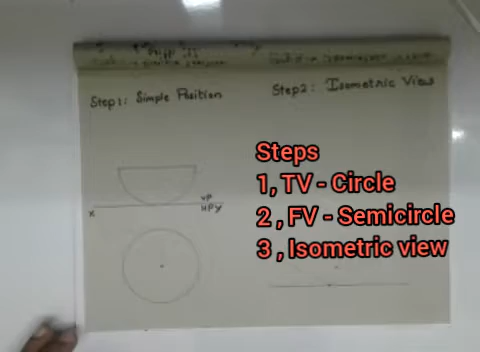 Step1: Simple Position
Step2: Isometric View
Steps
1, TV - Circle
2 , FV - Semicircle
3 , Isometric view
VP
X
HP Y